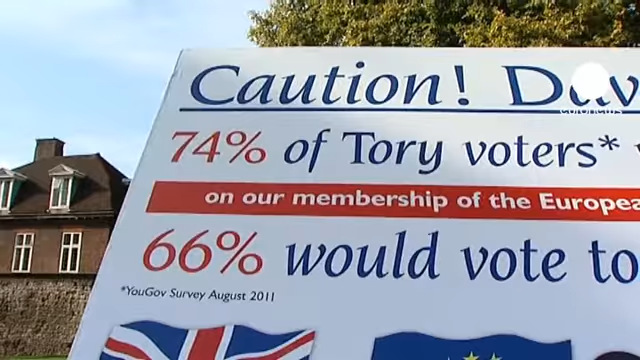 Caution! Dav
euronews
74% of Tory voters*
on our membership of the Europea
66% would vote to
*YouGov Survey August 2011